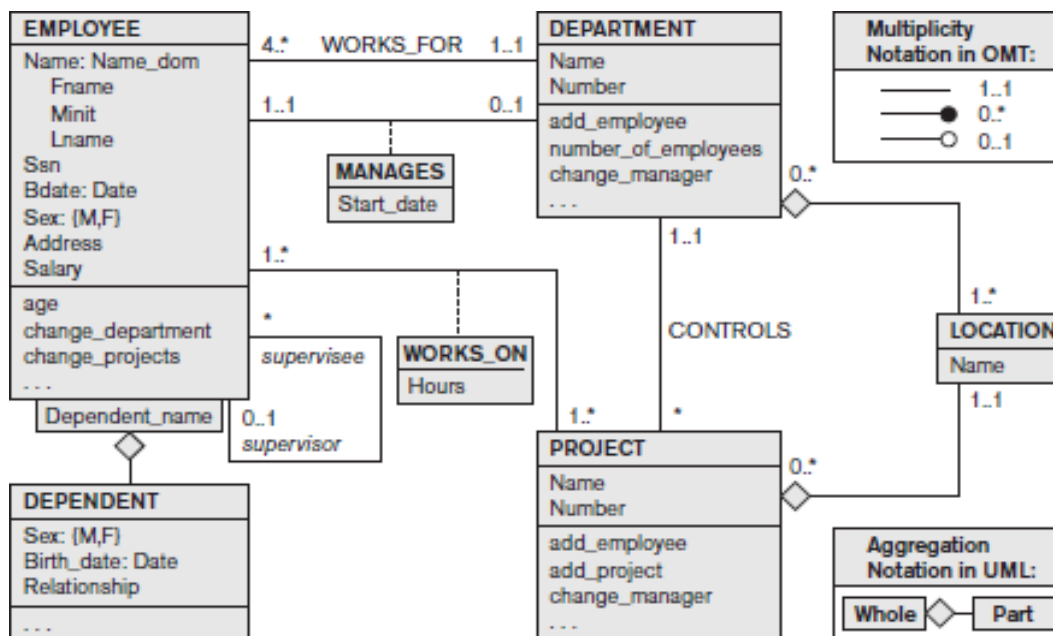 EMPLOYEE
Name: Name_dom
Fname
Minit
Lname
Ssn
Bdate: Date
Sex: {M,F}
Address
Salary
age
change_department
change_projects
. . .
Dependent_name
DEPENDENT
Sex: {M,F}
Birth_date: Date
Relationship
. . .
4..* WORKS_FOR 1..1
1..1 0..1
MANAGES
Start_date
1..*
*
supervisee
0..1
supervisor
WORKS_ON
Hours
1..*
DEPARTMENT
Name
Number
add_employee
number_of_employees
change_manager
. . .
0..*
1..1
CONTROLS
*
PROJECT
Name
Number
add_employee
add_project
change_manager
. . .
0..*
1..*
LOCATION
Name
1..1
Multiplicity
Notation in OMT:
1..1
0..*
0..1
Aggregation
Notation in UML:
Whole Part